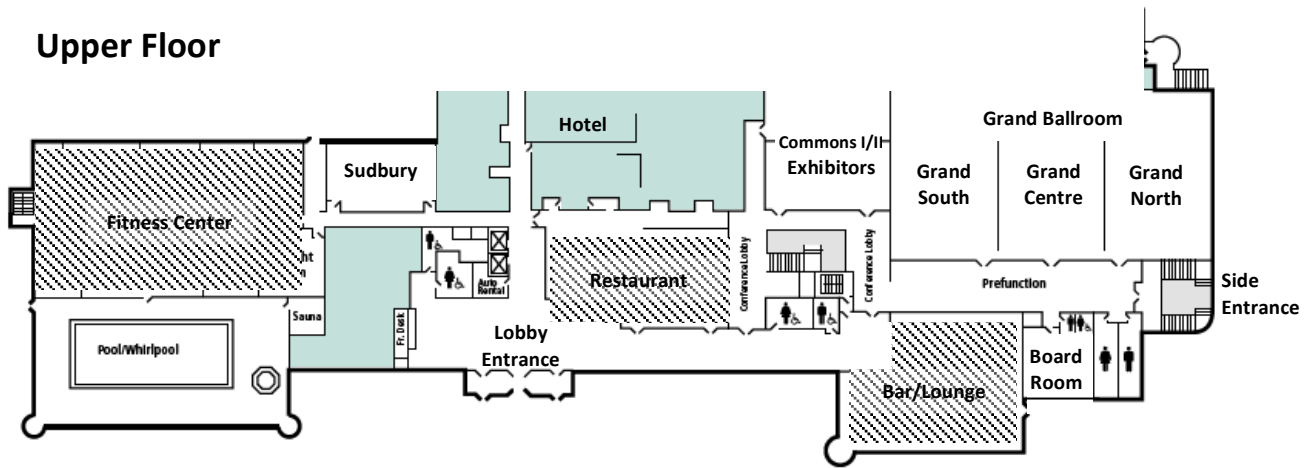 Upper Floor
Hotel
Grand Ballroom
Commons I/II
Exhibitors
Sudbury
Grand
South
Grand
Centre
Grand
North
Fitness Center
Conference Lobby
Conference Lobby
Restaurant
Auto
Rental
Prefunction
Side
Entrance
Sauna
Fr. Desk
Lobby
Entrance
Pool/Whirlpool
Board
Room
Bar/Lounge